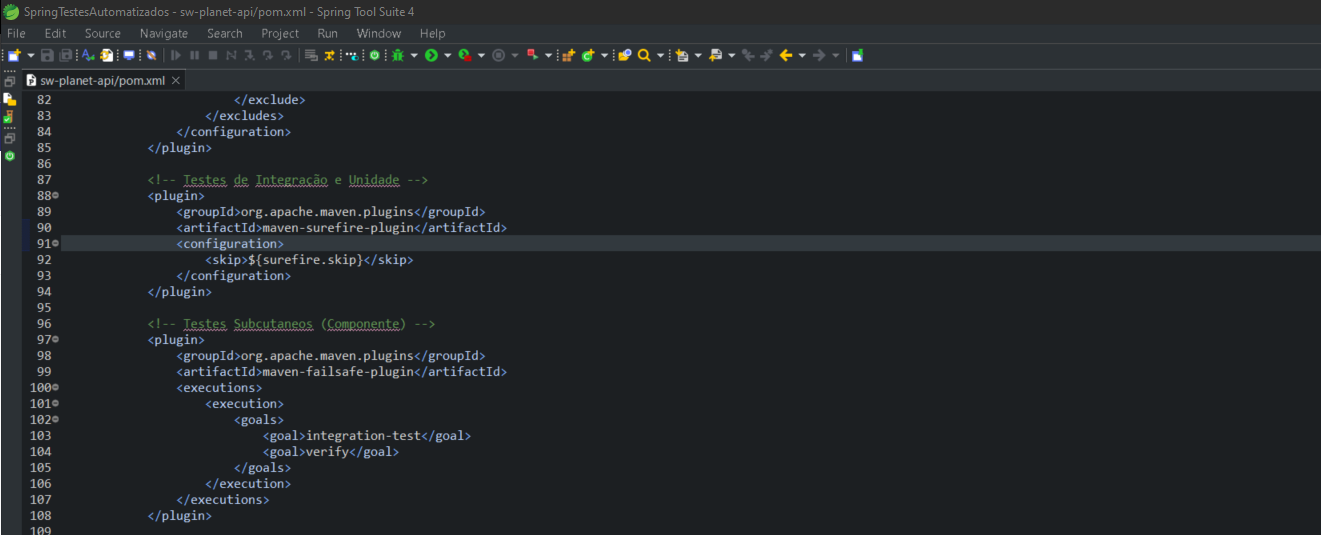 SpringTestesAutomatizados - sw-planet-api/pom.xml - Spring Tool Suite 4
File Edit Source Navigate Search Project Run Window Help
sw-planet-api/pom.xml
82 </exclude>
83 </excludes>
84 </configuration>
85 </plugin>
86
87 <!-- Testes de Integração e Unidade -->
88 <plugin>
89 <groupId>org.apache.maven.plugins</groupId>
90 <artifactId>maven-surefire-plugin</artifactId>
91 <configuration>
92 <skip>${surefire.skip}</skip>
93 </configuration>
94 </plugin>
95
96 <!-- Testes Subcutaneos (Componente) -->
97 <plugin>
98 <groupId>org.apache.maven.plugins</groupId>
99 <artifactId>maven-failsafe-plugin</artifactId>
100 <executions>
101 <execution>
102 <goals>
103 <goal>integration-test</goal>
104 <goal>verify</goal>
105 </goals>
106 </execution>
107 </executions>
108 </plugin>
109